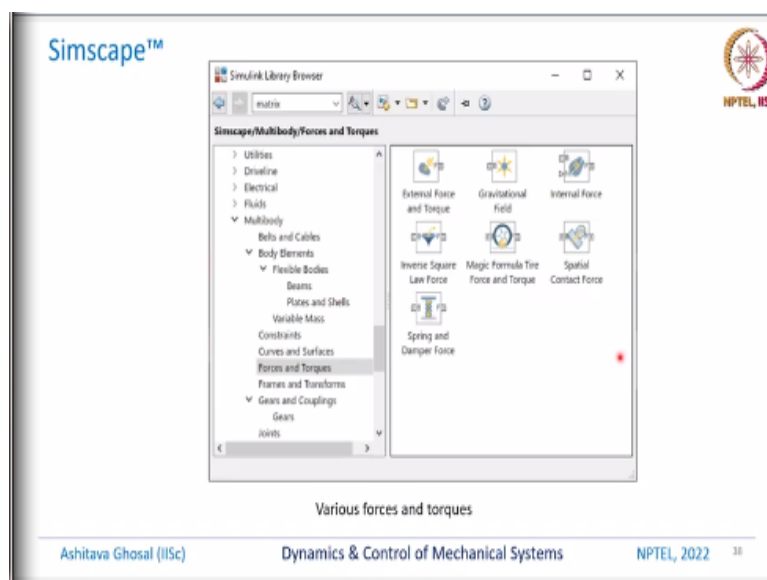 Simscape™
NPTEL, IIS
Simulink Library Browser
matrix
Simscape/Multibody/Forces and Torques
Utilities
Driveline
Electrical
Fluids
Multibody
Belts and Cables
Body Elements
Flexible Bodies
Beams
Plates and Shells
Variable Mass
Constraints
Curves and Surfaces
Forces and Torques
Frames and Transforms
Gears and Couplings
Gears
Joints
External Force
and Torque
Gravitational
Field
Internal Force
Inverse Square
Law Force
Magic Formula Tire
Force and Torque
Spatial
Contact Force
Spring and
Damper Force
Various forces and torques
Ashitava Ghosal (IISc) Dynamics & Control of Mechanical Systems NPTEL, 2022